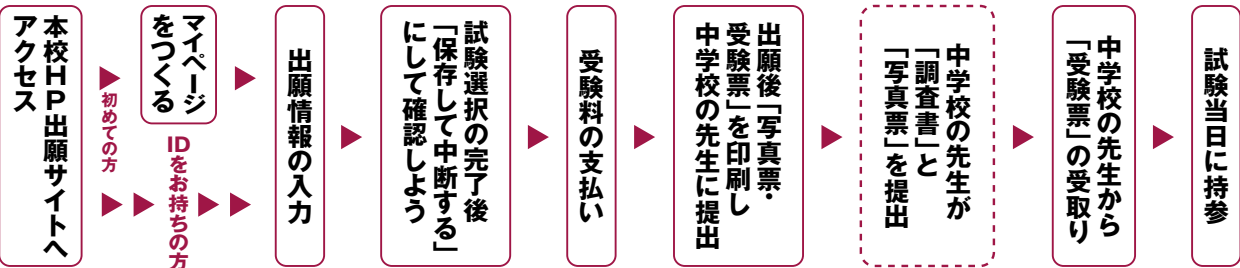 本校HP出願サイトへ
アクセス
初めての方
マイページ
をつくる
IDをお持ちの方
出願情報の入力
試験選択の完了後
「保存して中断する」
にして確認しよう
受験料の支払い
出願後「写真票・
受験票」を印刷し
中学校の先生に提出
中学校の先生が
「調査書」と
「写真票」を提出
中学校の先生から
「受験票」の受取り
試験当日に持参